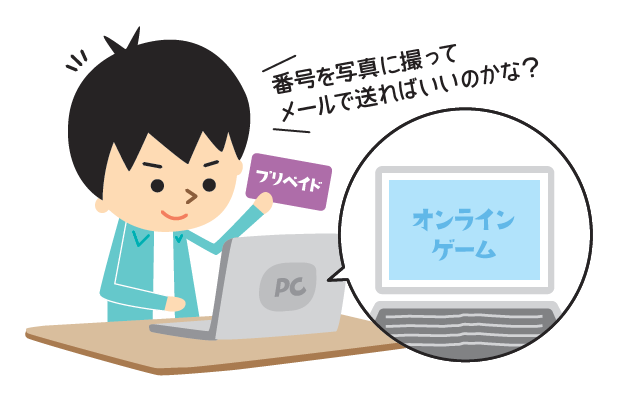 番号を写真に撮って
メールで送ればいいのかな？
プリペイド
オンライン
ゲーム
PC